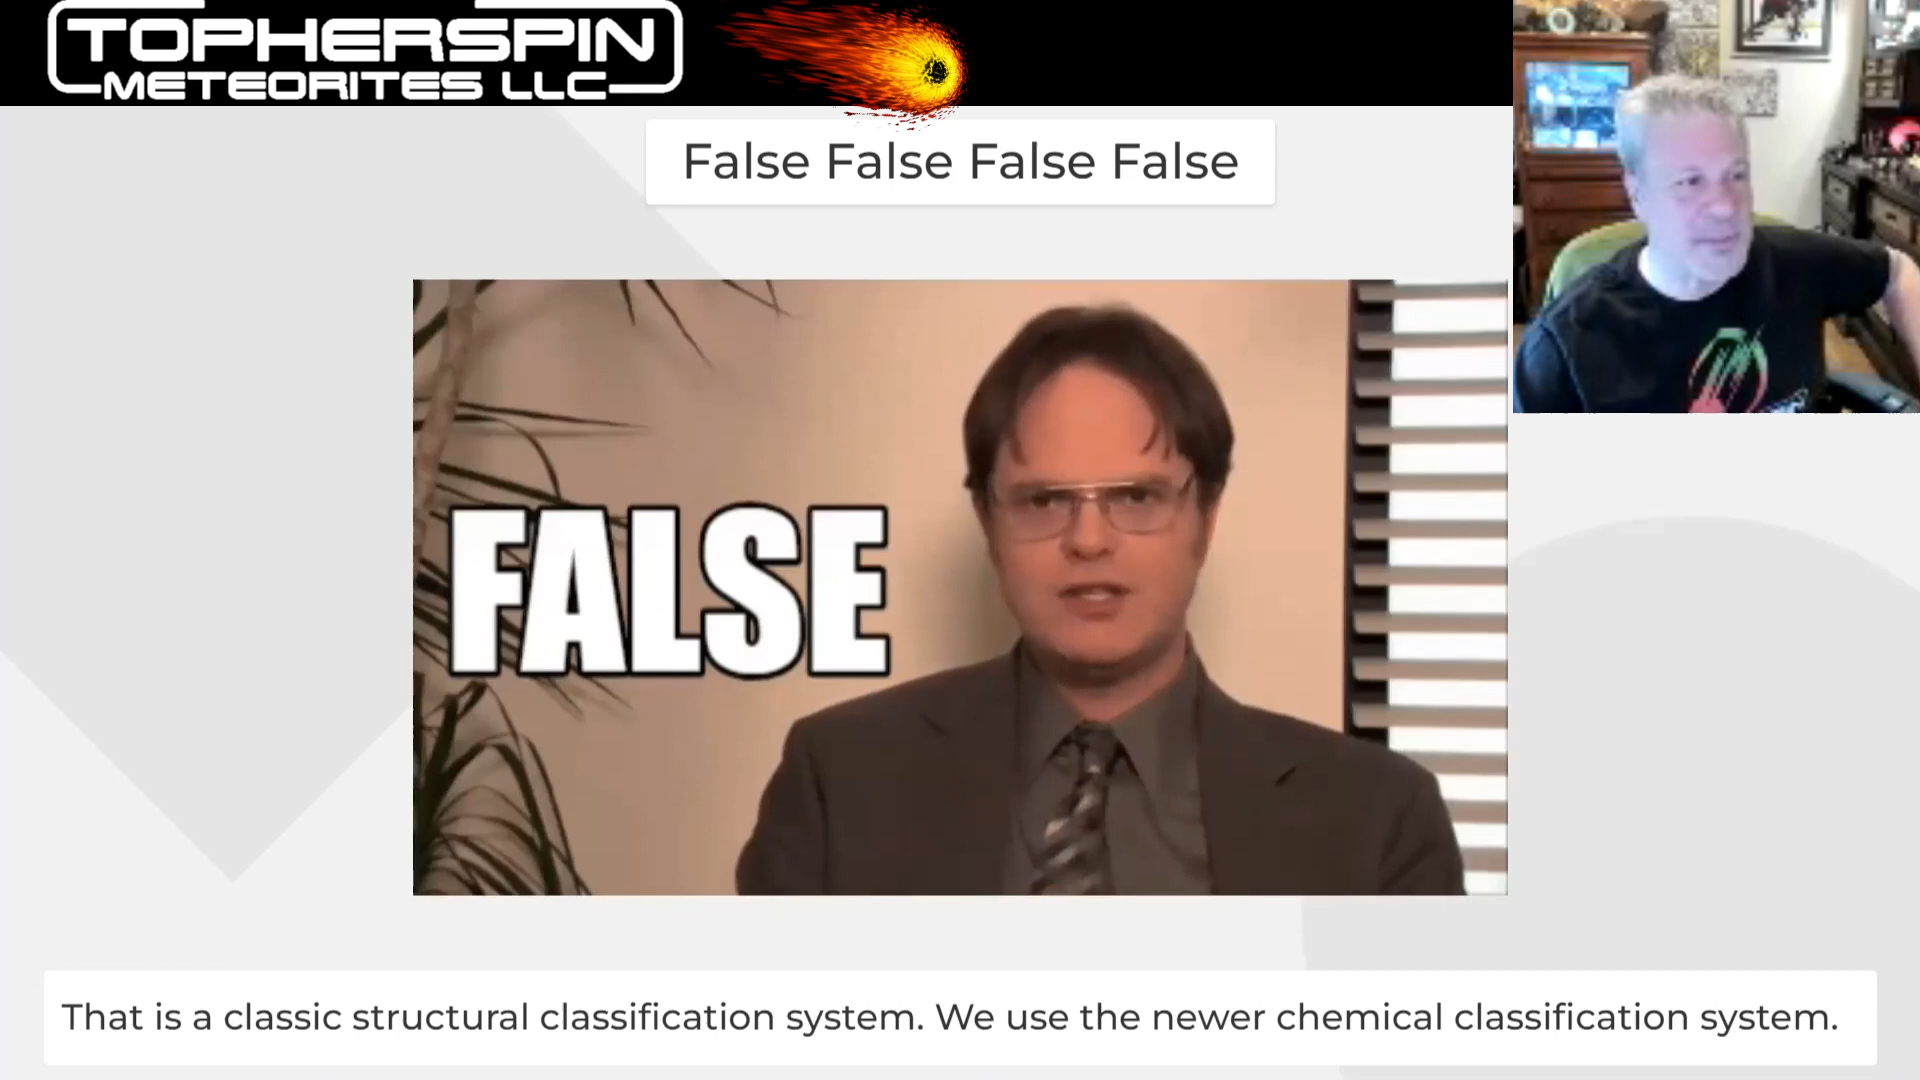 TOPHERSPIN
METEORITES LLC
False False False False
FALSE
That is a classic structural classification system. We use the newer chemical classification system.